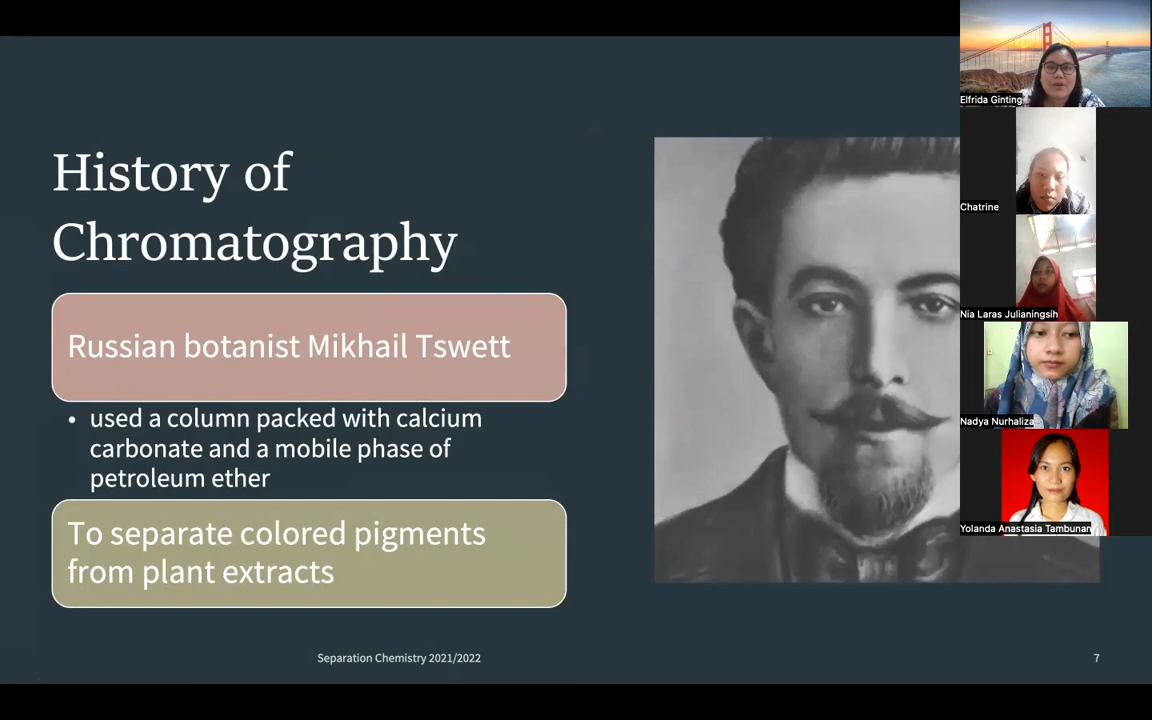 History of
Chromatography
Russian botanist Mikhail Tswett
• used a column packed with calcium
carbonate and a mobile phase of
petroleum ether
To separate colored pigments
from plant extracts
Separation Chemistry 2021/2022
7
Elfrida Ginting
Chatrine
Nia Laras Julianingsih
Nadya Nurhaliza
Yolanda Anastasia Tambunan